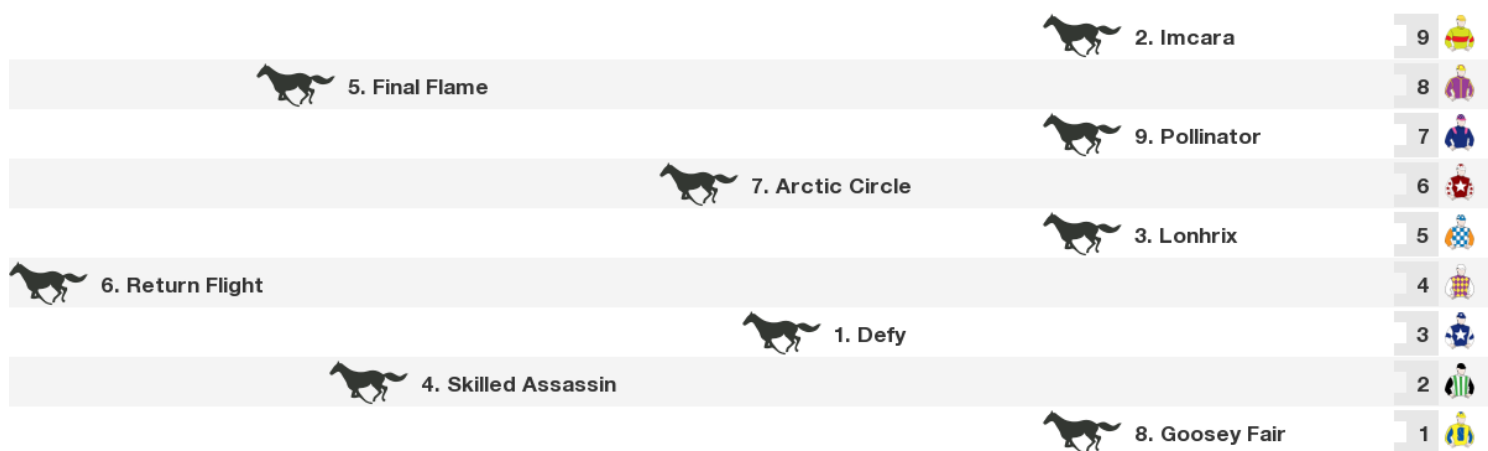 2. Imcara 9
5. Final Flame 8
9. Pollinator 7
7. Arctic Circle 6
3. Lonhrix 5
6. Return Flight 4
1. Defy 3
4. Skilled Assassin 2
8. Goosey Fair 1